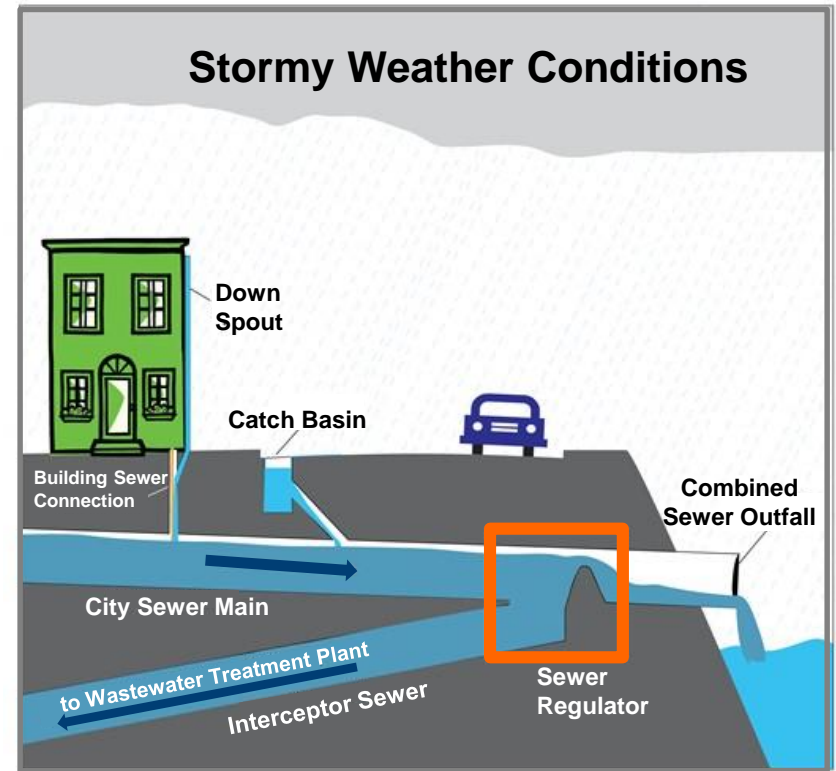 Stormy Weather Conditions
Down
Spout
Catch Basin
Building Sewer
Connection
Combined
Sewer Outfall
City Sewer Main
to Wastewater Treatment Plant
Interceptor Sewer
Sewer
Regulator